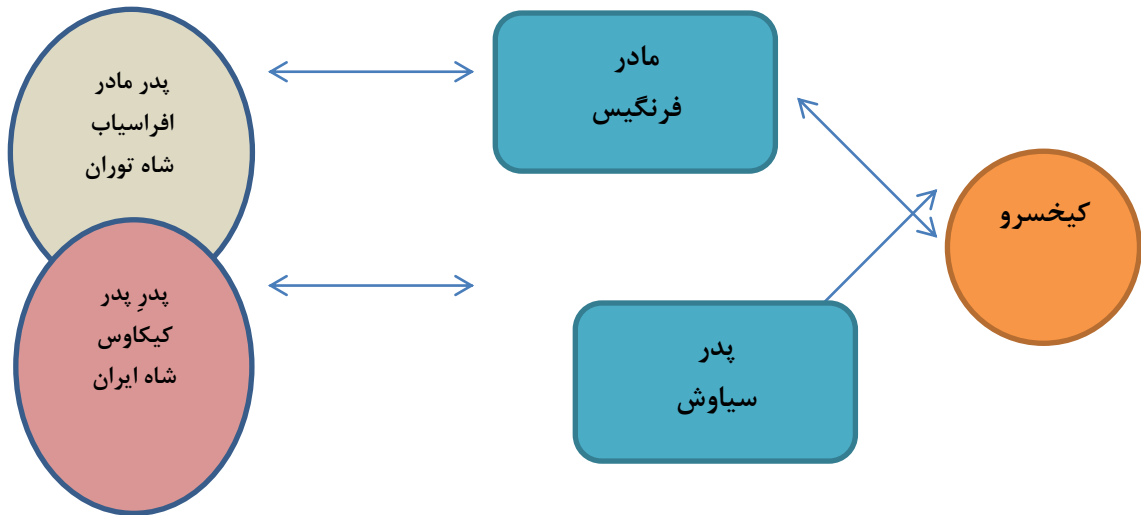 کیخسرو
مادر
فرنگیس
پدر
سیاوش
پدر مادر
افراسیاب
شاه توران
پدرِ پدر
کیکاوس
شاه ایران